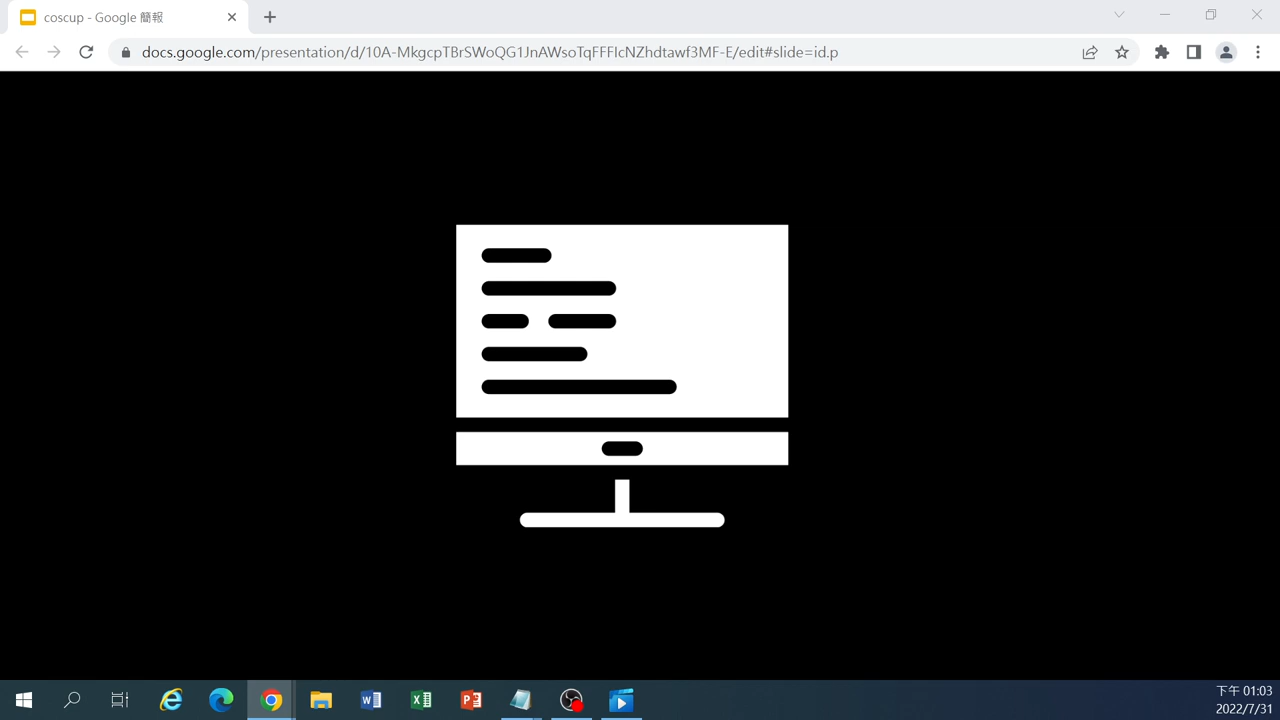 coscup - Google 簡報
docs.google.com/presentation/d/10A-MkgcpTBrSWoQG1JnAWsoTqFFFIcNZhdtawf3MF-E/edit#slide=id.p
下午 01:03
2022/7/31